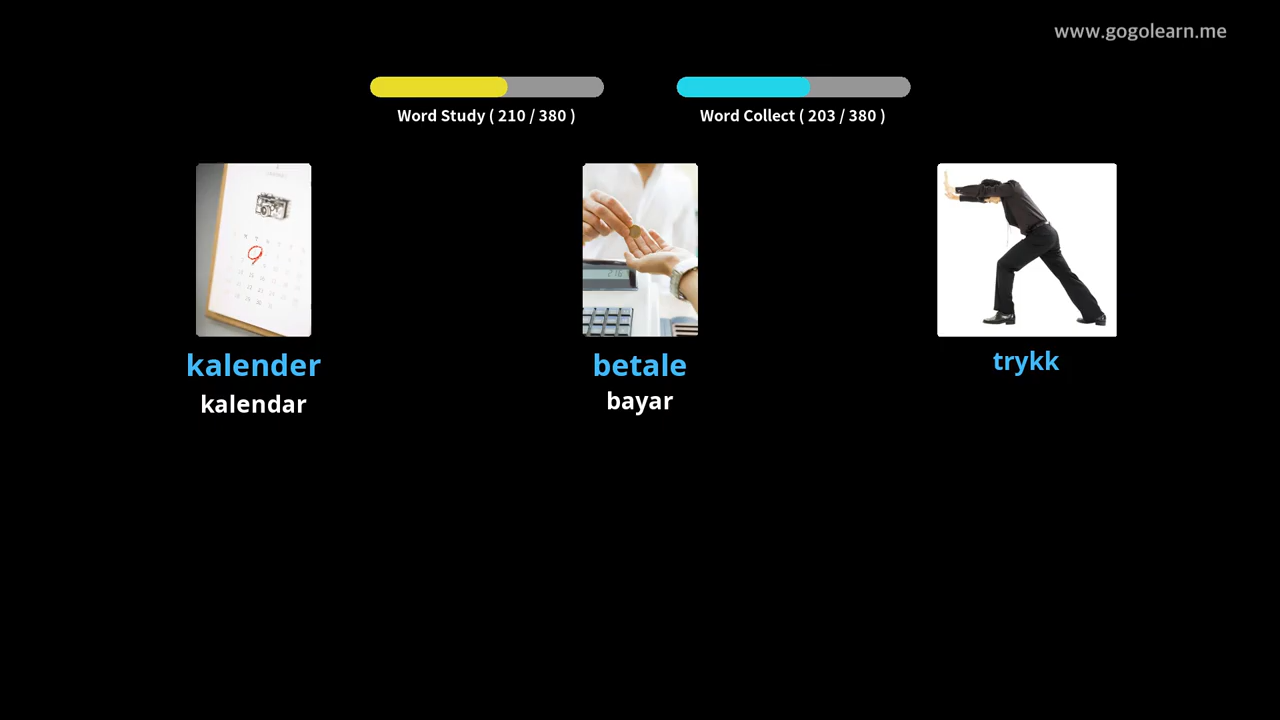 www.gogolearn.me
Word Study ( 210 / 380 )
Word Collect ( 203 / 380 )
kalender
kalendar
betale
bayar
trykk